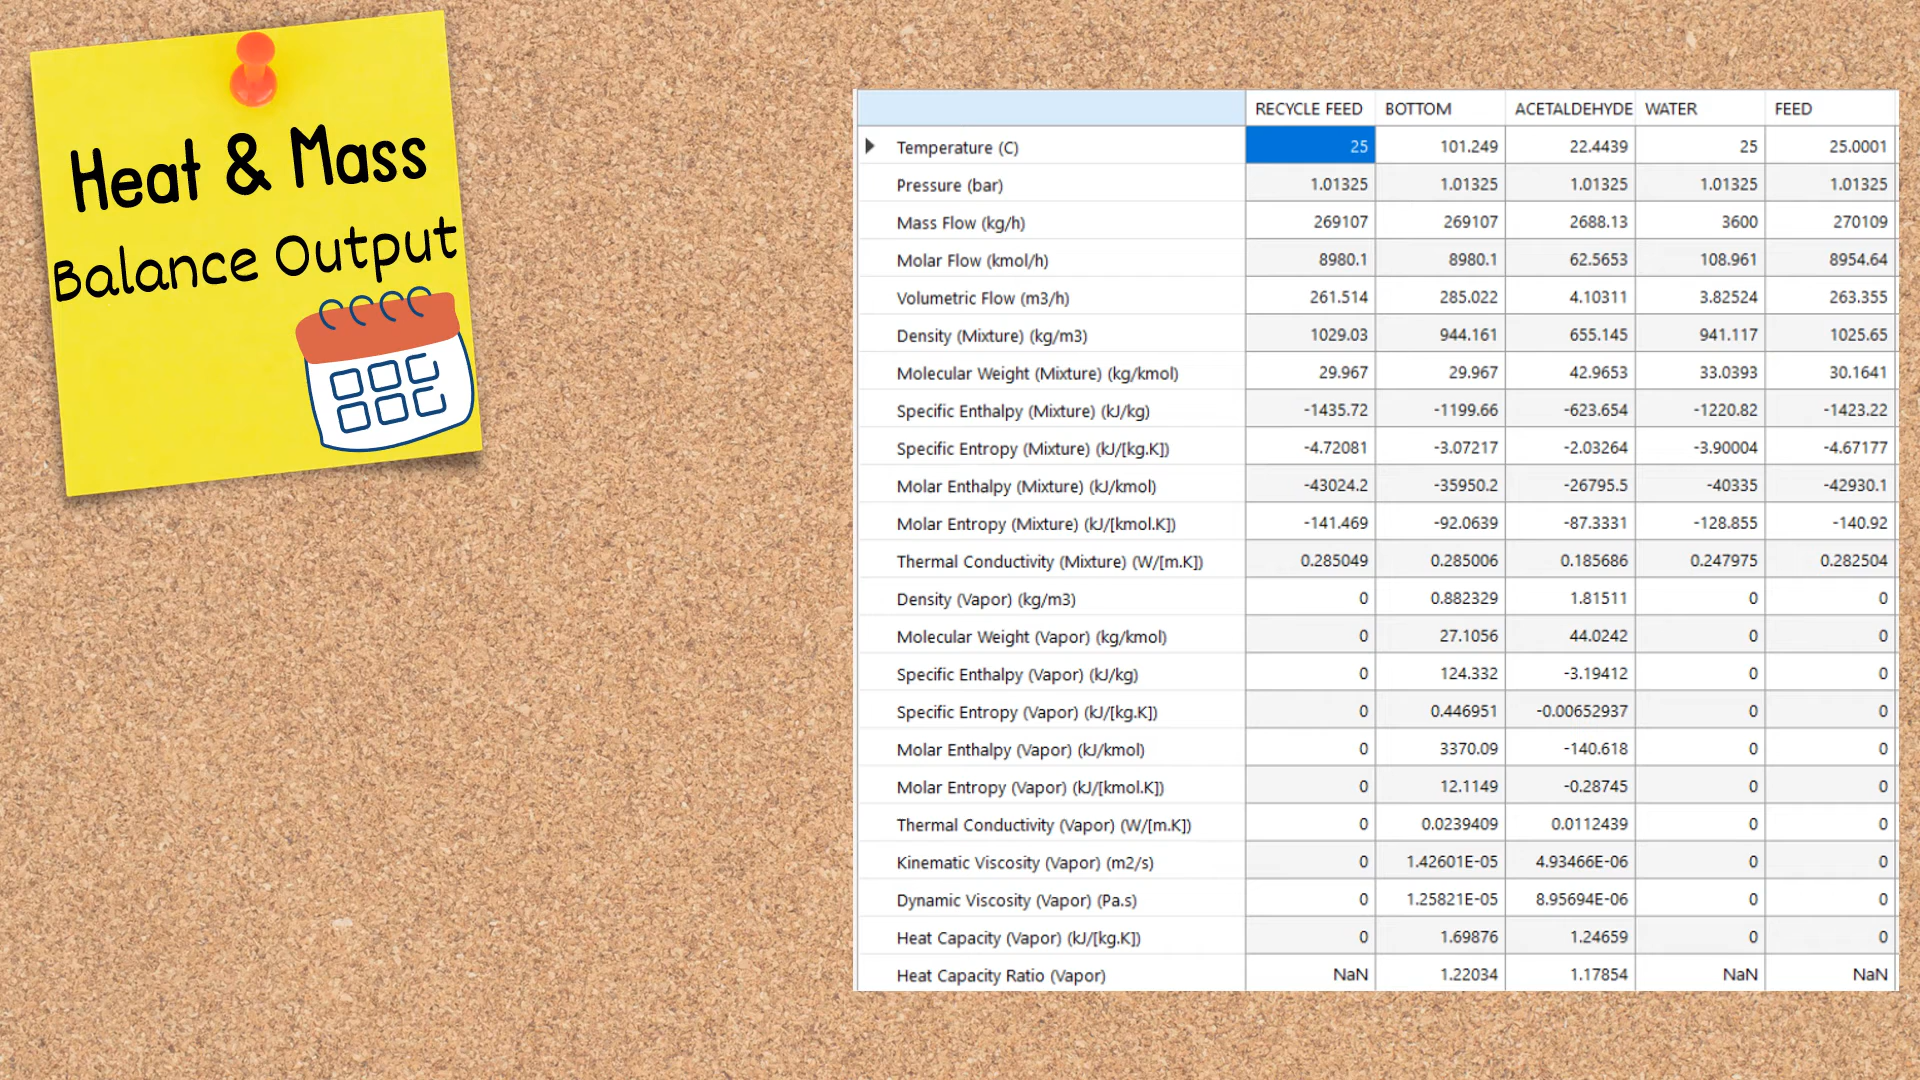 Heat & Mass
Balance Output
RECYCLE FEED BOTTOM ACETALDEHYDE WATER FEED
Temperature (C) 25 101.249 22.4439 25 25.0001
Pressure (bar) 1.01325 1.01325 1.01325 1.01325 1.01325
Mass Flow (kg/h) 269107 269107 2688.13 3600 270109
Molar Flow (kmol/h) 8980.1 8980.1 62.5653 108.961 8954.64
Volumetric Flow (m3/h) 261.514 285.022 4.10311 3.82524 263.355
Density (Mixture) (kg/m3) 1029.03 944.161 655.145 941.117 1025.65
Molecular Weight (Mixture) (kg/kmol) 29.967 29.967 42.9653 33.0393 30.1641
Specific Enthalpy (Mixture) (kJ/kg) -1435.72 -1199.66 -623.654 -1220.82 -1423.22
Specific Entropy (Mixture) (kJ/[kg.K]) -4.72081 -3.07217 -2.03264 -3.90004 -4.67177
Molar Enthalpy (Mixture) (kJ/kmol) -43024.2 -35950.2 -26795.5 -40335 -42930.1
Molar Entropy (Mixture) (kJ/[kmol.K]) -141.469 -92.0639 -87.3331 -128.855 -140.92
Thermal Conductivity (Mixture) (W/[m.K]) 0.285049 0.285006 0.185686 0.247975 0.282504
Density (Vapor) (kg/m3) 0 0.882329 1.81511 0 0
Molecular Weight (Vapor) (kg/kmol) 0 27.1056 44.0242 0 0
Specific Enthalpy (Vapor) (kJ/kg) 0 124.332 -3.19412 0 0
Specific Entropy (Vapor) (kJ/[kg.K]) 0 0.446951 -0.00652937 0 0
Molar Enthalpy (Vapor) (kJ/kmol) 0 3370.09 -140.618 0 0
Molar Entropy (Vapor) (kJ/[kmol.K]) 0 12.1149 -0.28745 0 0
Thermal Conductivity (Vapor) (W/[m.K]) 0 0.0239409 0.0112439 0 0
Kinematic Viscosity (Vapor) (m2/s) 0 1.42601E-05 4.93466E-06 0 0
Dynamic Viscosity (Vapor) (Pa.s) 0 1.25821E-05 8.95694E-06 0 0
Heat Capacity (Vapor) (kJ/[kg.K]) 0 1.69876 1.24659 0 0
Heat Capacity Ratio (Vapor) NaN 1.22034 1.17854 NaN NaN